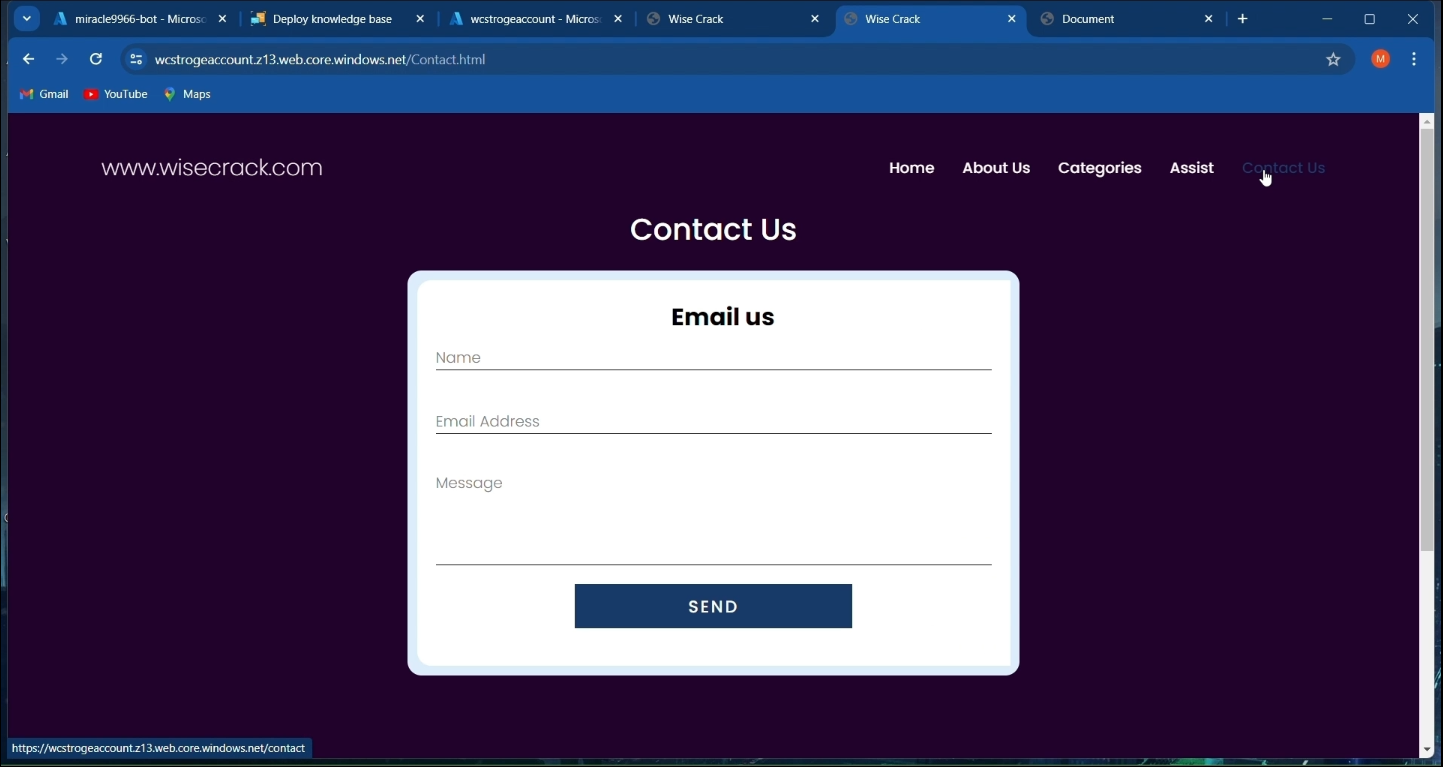 miracle9966-bot - Microso
Deploy knowledge base
wcstrogeaccount - Micros
Wise Crack
Wise Crack
Document
wcstrogeaccount.z13.web.core.windows.net/Contact.html
M
Gmail
YouTube
Maps
www.wisecrack.com
Home
About Us
Categories
Assist
Contact Us
Contact Us
Email us
Name
Email Address
Message
SEND
https://wcstrogeaccount.z13.web.core.windows.net/contact